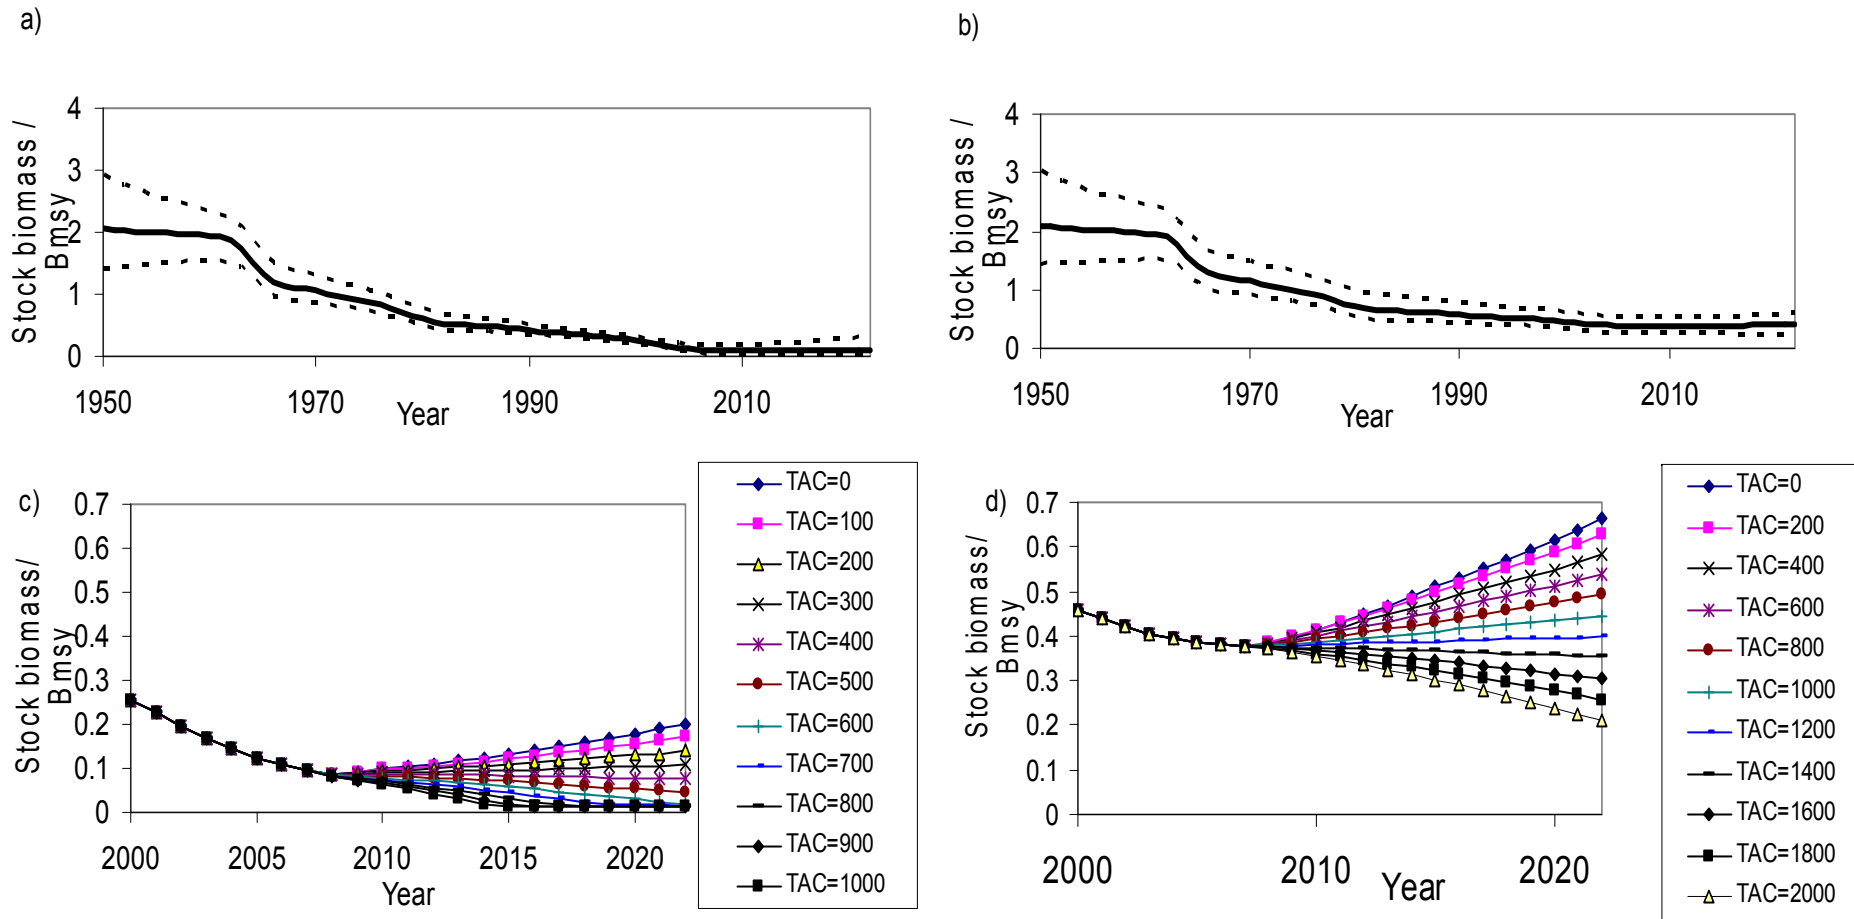 a)
4
3
2
1
0
Stock biomass /
Bmsy
1950
1970
1990
2010
Year
b)
4
3
2
1
0
Stock biomass /
Bmsy
1950
1970
1990
2010
Year
c)
0.7
0.6
0.5
0.4
0.3
0.2
0.1
0
Stock biomass/
Bmsy
2000
2005
2010
2015
2020
Year
TAC=0
TAC=100
TAC=200
TAC=300
TAC=400
TAC=500
TAC=600
TAC=700
TAC=800
TAC=900
TAC=1000
d)
0.7
0.6
0.5
0.4
0.3
0.2
0.1
0
Stock biomass/
Bmsy
2000
2010
2020
Year
TAC=0
TAC=200
TAC=400
TAC=600
TAC=800
TAC=1000
TAC=1200
TAC=1400
TAC=1600
TAC=1800
TAC=2000